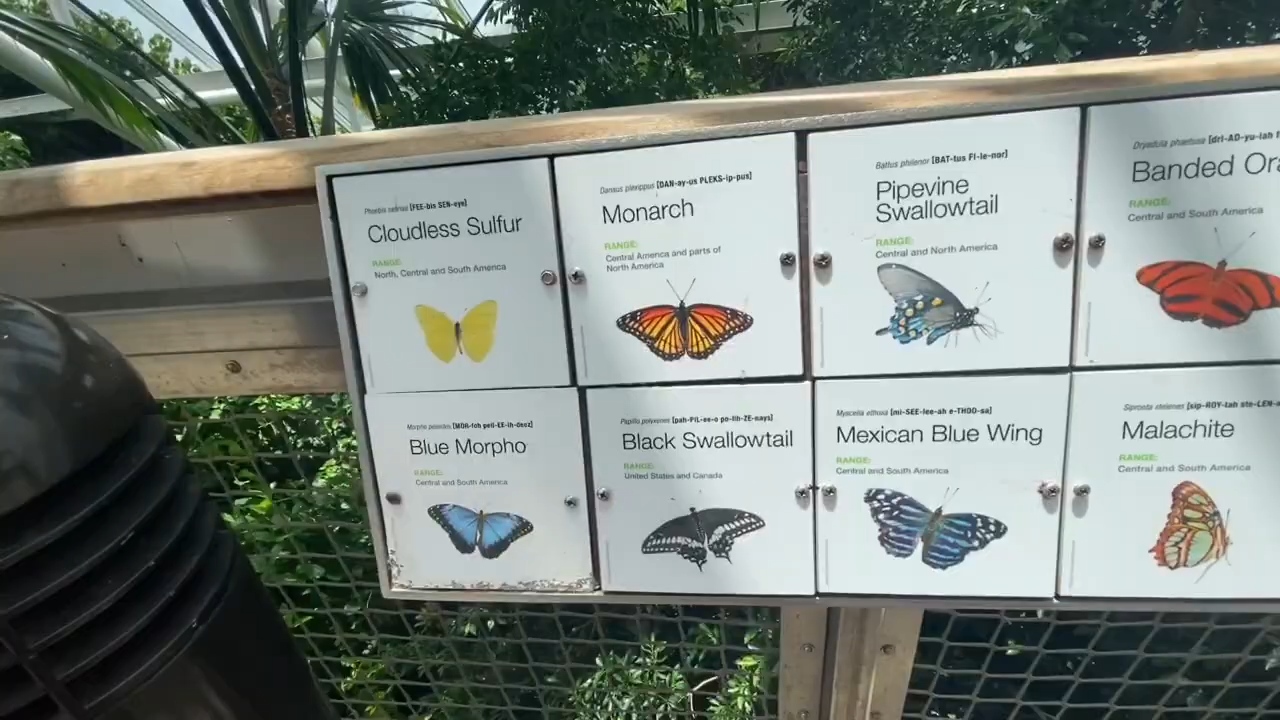 Phoebis sennae [FEE-bis SEN-eye]
Cloudless Sulfur
RANGE:
North, Central and South America
Danaus plexippus [DAN-ay-us PLEKS-ip-pus]
Monarch
RANGE:
Central America and parts of
North America
Battus philenor [BAT-tus FI-le-nor]
Pipevine
Swallowtail
RANGE:
Central and North America
Dryadula phaetusa [dri-AD-yu-lah
Banded
RANGE:
Central and South America
Morpho peleides [MOR-foh pell-EE-ih-deez]
Blue Morpho
RANGE:
Central and South America
Papilio polyxenes [pah-PIL-ee-o po-lih-ZE-nays]
Black Swallowtail
RANGE:
United States and Canada
Myscelia ethusa [mi-SEE-lee-ah e-THOO-sa]
Mexican Blue Wing
RANGE:
Central and South America
Siproeta stelenes [sip-ROY-tah ste-LEN-
Malachite
RANGE:
Central and South America